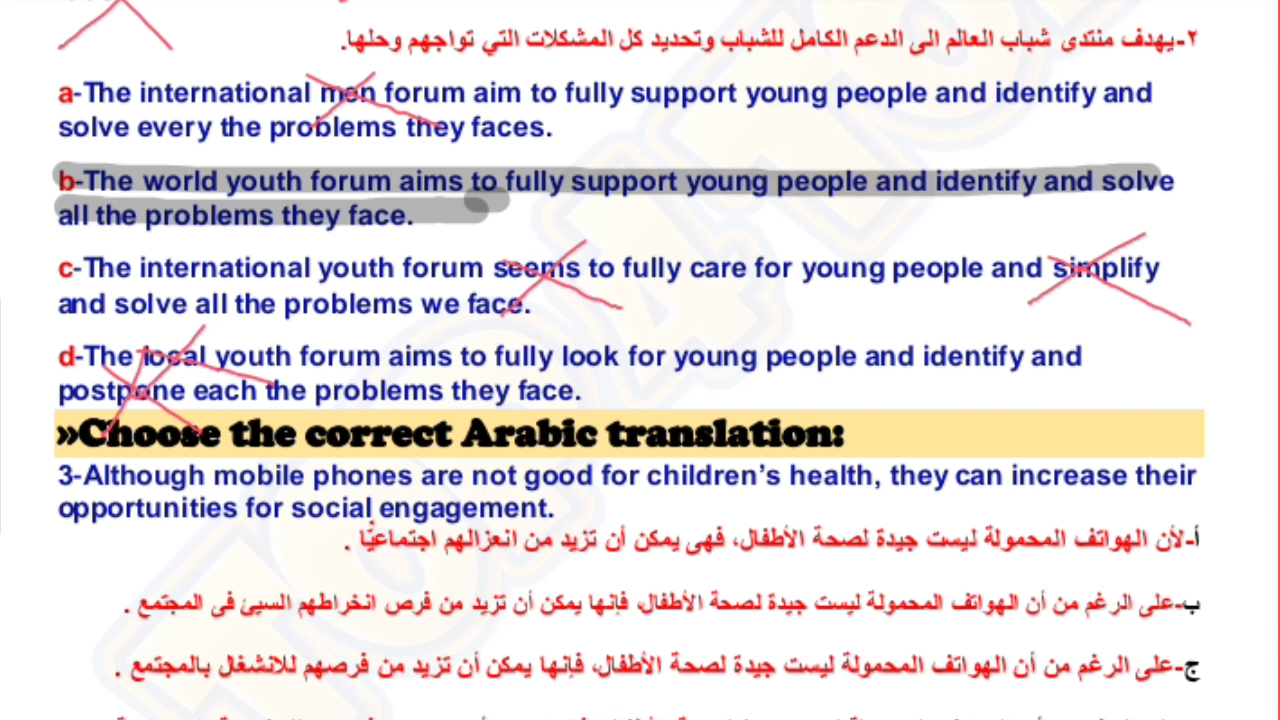 ٢-يهدف منتدى شباب العالم الى الدعم الكامل للشباب وتحديد كل المشكلات التي تواجهم وحلها.
a-The international men forum aim to fully support young people and identify and
solve every the problems they faces.
b-The world youth forum aims to fully support young people and identify and solve
all the problems they face.
c-The international youth forum seems to fully care for young people and simplify
and solve all the problems we face.
d-The local youth forum aims to fully look for young people and identify and
postpone each the problems they face.
»Choose the correct Arabic translation:
3-Although mobile phones are not good for children’s health, they can increase their
opportunities for social engagement.
أ-لأن الهواتف المحمولة ليست جيدة لصحة الأطفال، فهى يمكن أن تزيد من انعزالهم اجتماعيًّا .
ب-على الرغم من أن الهواتف المحمولة ليست جيدة لصحة الأطفال، فإنها يمكن أن تزيد من فرص انخراطهم السيئ فى المجتمع .
ج-على الرغم من أن الهواتف المحمولة ليست جيدة لصحة الأطفال، فإنها يمكن أن تزيد من فرصهم للانشغال بالمجتمع .